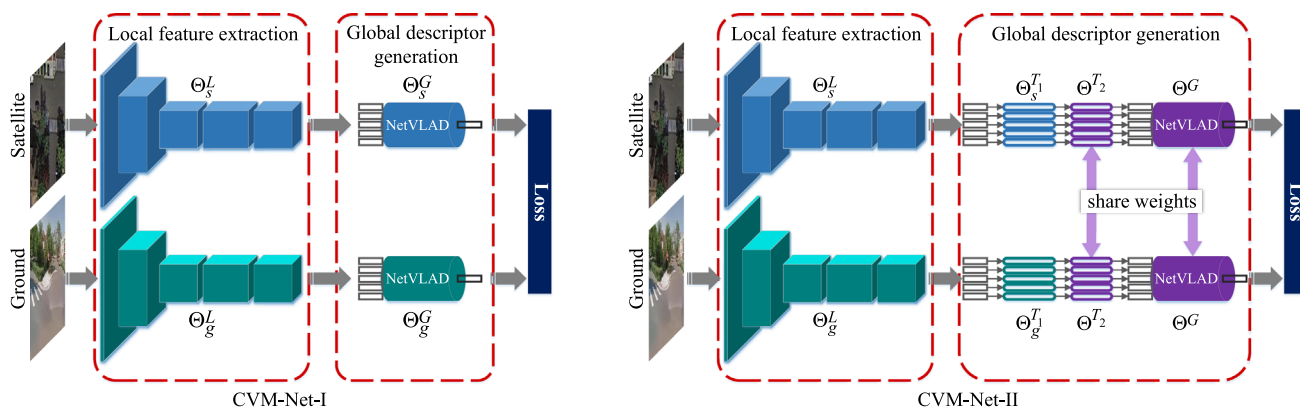 Local feature extraction
Global descriptor
generation
Satellite
Θ_s^L
Θ_s^G
NetVLAD
Loss
Ground
NetVLAD
Θ_g^L
Θ_g^G
CVM-Net-I
Local feature extraction
Global descriptor generation
Satellite
Θ_s^L
Θ_s^{T_1}
Θ^{T_2}
Θ^G
NetVLAD
share weights
Loss
Ground
NetVLAD
Θ_g^L
Θ_g^{T_1}
Θ^{T_2}
Θ^G
CVM-Net-II